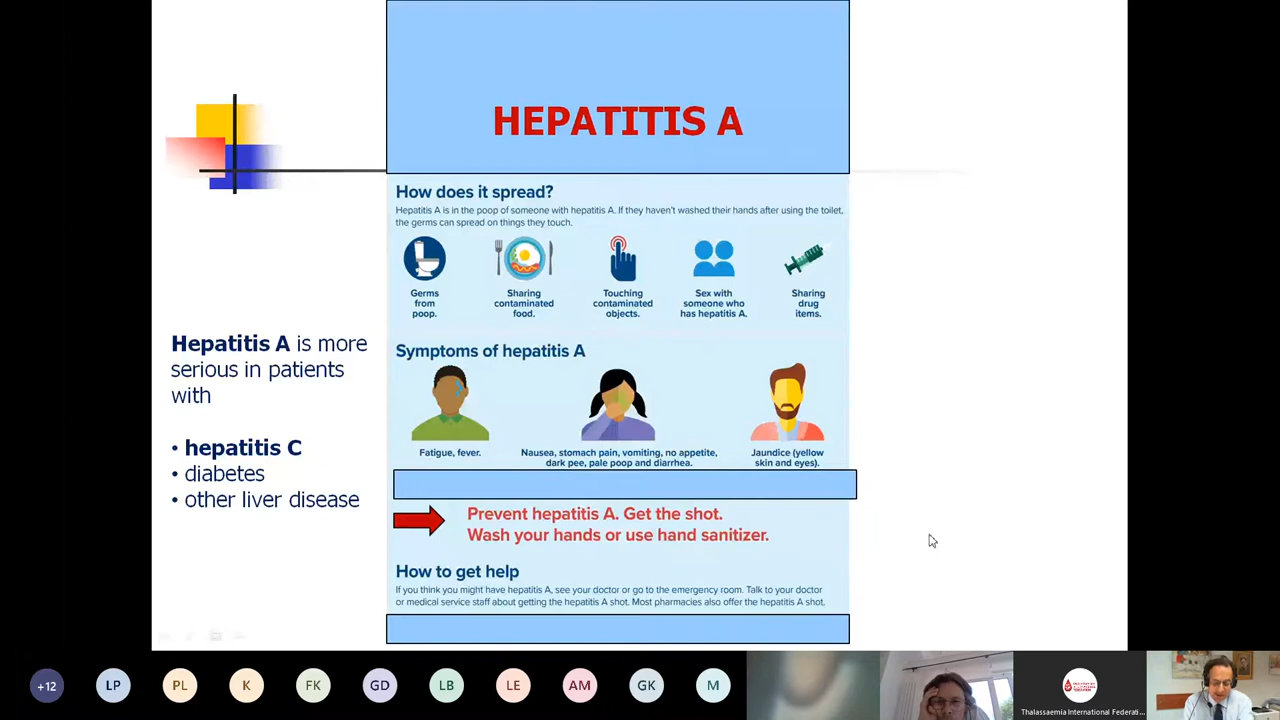 HEPATITIS A
How does it spread?
Hepatitis A is in the poop of someone with hepatitis A. If they haven't washed their hands after using the toilet,
the germs can spread on things they touch.
Germs
from
poop.
Sharing
contaminated
food.
Touching
contaminated
objects.
Sex with
someone who
has hepatitis A.
Sharing
drug
items.
Hepatitis A is more
serious in patients
with
• hepatitis C
• diabetes
• other liver disease
Symptoms of hepatitis A
Fatigue, fever.
Nausea, stomach pain, vomiting, no appetite,
dark pee, pale poop and diarrhea.
Jaundice (yellow
skin and eyes).
Prevent hepatitis A. Get the shot.
Wash your hands or use hand sanitizer.
How to get help
If you think you might have hepatitis A, see your doctor or go to the emergency room. Talk to your doctor
or medical service staff about getting the hepatitis A shot. Most pharmacies also offer the hepatitis A shot.
+12
LP
PL
K
FK
GD
LB
LE
AM
GK
M
Thalassaemia International Federati...